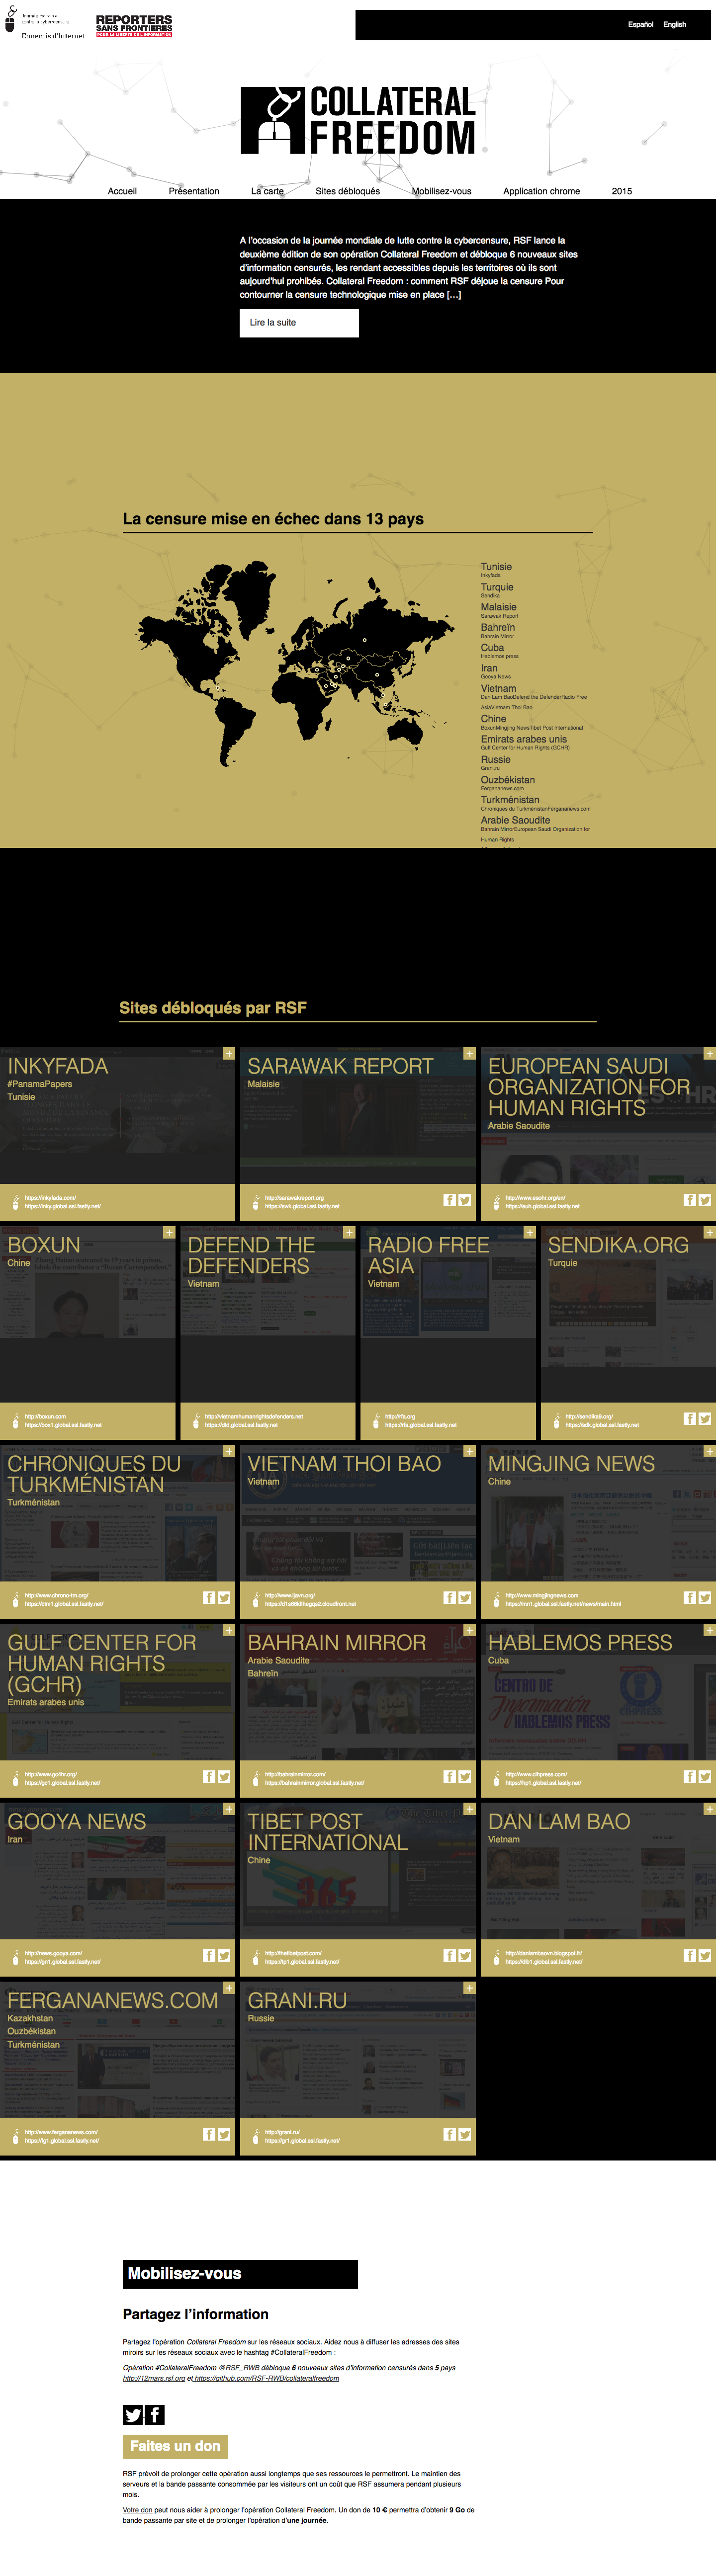 Journée mondiale
contre la cybercensure
Ennemis d'Internet
REPORTERS
SANS FRONTIERES
POUR LA LIBERTE DE L'INFORMATION
Español English
COLLATERAL
FREEDOM
Accueil Présentation La carte Sites débloqués Mobilisez-vous Application chrome 2015
A l'occasion de la journée mondiale de lutte contre la cybercensure, RSF lance la
deuxième édition de son opération Collateral Freedom et débloque 6 nouveaux sites
d'information censurés, les rendant accessibles depuis les territoires où ils sont
aujourd'hui prohibés. Collateral Freedom : comment RSF déjoue la censure Pour
contourner la censure technologique mise en place […]
Lire la suite
La censure mise en échec dans 13 pays
Tunisie
Inkyfada
Turquie
Sendika
Malaisie
Sarawak Report
Bahreïn
Bahrain Mirror
Cuba
Hablemos press
Iran
Gooya News
Vietnam
Dan Lam BaoDefend the DefenderRadio Free
AsiaVietnam Thoi Bao
Chine
BoxunMingjing NewsTibet Post International
Emirats arabes unis
Gulf Center for Human Rights (GCHR)
Russie
Grani.ru
Ouzbékistan
Fergananews.com
Turkménistan
Chroniques du TurkménistanFergananews.com
Arabie Saoudite
Bahrain MirrorEuropean Saudi Organization for
Human Rights
Sites débloqués par RSF
INKYFADA
#PanamaPapers
Tunisie
https://inkyfada.com/
https://inky.global.ssl.fastly.net/
SARAWAK REPORT
Malaisie
http://sarawakreport.org
https://swk.global.ssl.fastly.net
EUROPEAN SAUDI
ORGANIZATION FOR
HUMAN RIGHTS
Arabie Saoudite
http://www.esohr.org/en/
https://euh.global.ssl.fastly.net
BOXUN
Chine
http://boxun.com
https://bos1.global.ssl.fastly.net
DEFEND THE
DEFENDERS
Vietnam
http://vietnamhumanrightsdefenders.net
https://dtd.global.ssl.fastly.net
RADIO FREE
ASIA
Vietnam
http://rfa.org
https://rfa.global.ssl.fastly.net
SENDIKA.ORG
Turquie
http://sendika8.org/
https://sdk.global.ssl.fastly.net/
CHRONIQUES DU
TURKMÉNISTAN
Turkménistan
http://www.chrono-tm.org/
https://ctm1.global.ssl.fastly.net/
VIETNAM THOI BAO
Vietnam
http://www.ijavn.org/
MINGJING NEWS
Chine
http://www.mingjingnews.com
https://mn1.global.ssl.fastly.net/news/main.html
GULF CENTER FOR
HUMAN RIGHTS
(GCHR)
Emirats arabes unis
http://www.gc4hr.org/
https://gc1.global.ssl.fastly.net/
BAHRAIN MIRROR
Arabie Saoudite
Bahreïn
http://bahrainmirror.com/
https://bahrainmirror.global.ssl.fastly.net/
HABLEMOS PRESS
Cuba
http://www.cihpress.com/
https://hp1.global.ssl.fastly.net/
GOOYA NEWS
Iran
http://news.gooya.com/
https://gn1.global.ssl.fastly.net/
TIBET POST
INTERNATIONAL
Chine
http://thetibetpost.com/
https://tp1.global.ssl.fastly.net/
DAN LAM BAO
Vietnam
http://danlambaovn.blogspot.fr/
https://dlb1.global.ssl.fastly.net/
FERGANANEWS.COM
Kazakhstan
Ouzbékistan
Turkménistan
http://www.fergananews.com/
https://fg1.global.ssl.fastly.net/
GRANI.RU
Russie
http://grani.ru/
https://gr1.global.ssl.fastly.net/
Mobilisez-vous
Partagez l'information
Partagez l'opération Collateral Freedom sur les réseaux sociaux. Aidez nous à diffuser les adresses des sites
miroirs sur les réseaux sociaux avec le hashtag #CollateralFreedom :
Opération #CollateralFreedom @RSF_RWB débloque 6 nouveaux sites d'information censurés dans 5 pays
http://12mars.rsf.org et https://github.com/RSF-RWB/collateralfreedom
Faites un don
RSF prévoit de prolonger cette opération aussi longtemps que ses ressources le permettront. Le maintien des
serveurs et la bande passante consommée par les visiteurs ont un coût que RSF assumera pendant plusieurs
mois.
Votre don peut nous aider à prolonger l'opération Collateral Freedom. Un don de 10 € permettra d'obtenir 9 Go de
bande passante par site et de prolonger l'opération d'une journée.